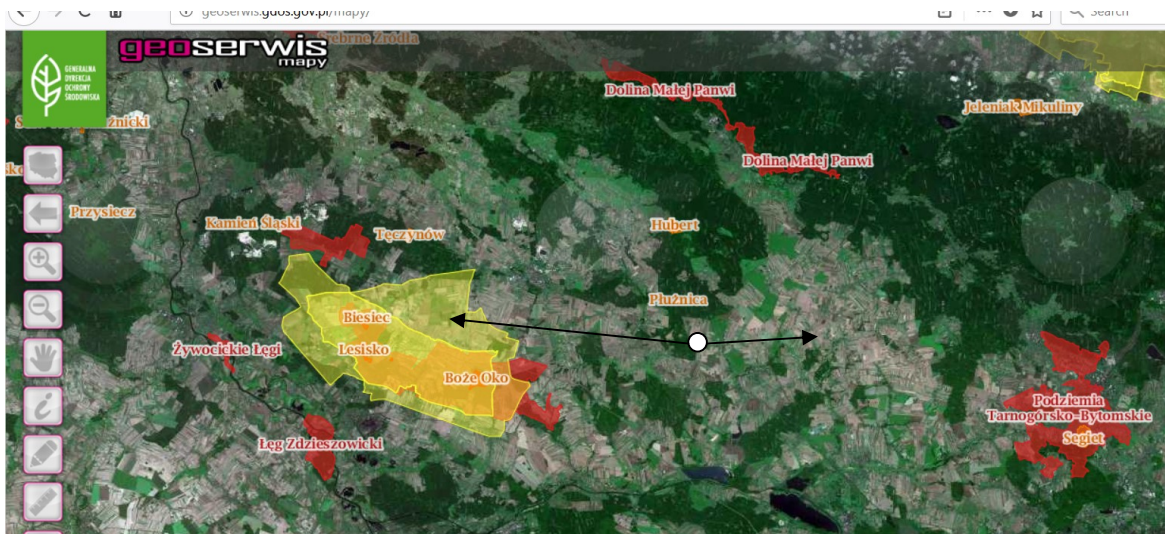 geoserwis.gdos.gov.pl/mapy/
Search
geoserwis
mapy
GENERALNA
DYREKCJA
OCHRONY
ŚRODOWISKA
Srebrne Źródła
Dolina Małej Panwi
Jeleniak Mikuliny
Dolina Małej Panwi
Przysiecz
Kamień Śląski
Tęczynów
Hubert
Płużnica
Biesiec
Żywocickie Łęgi
Lesisko
Boże Oko
Podziemia
Tarnogórsko-Bytomskie
Segiet
Łęg Zdzieszowicki